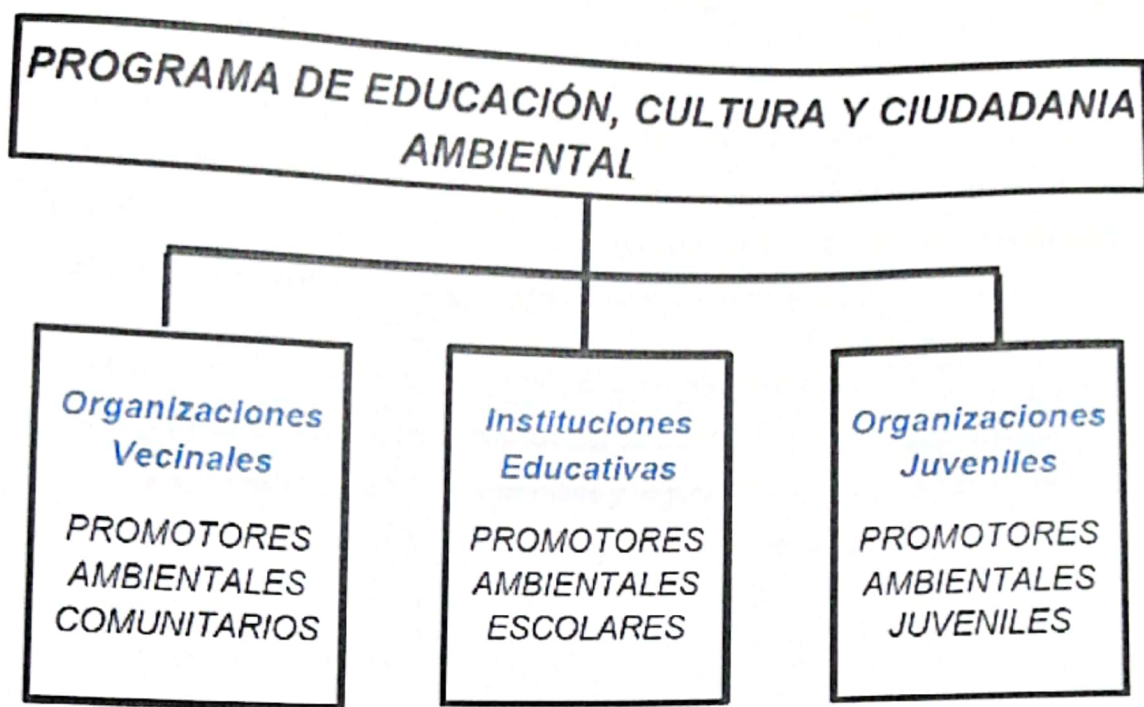 PROGRAMA DE EDUCACIÓN, CULTURA Y CIUDADANIA
AMBIENTAL
Organizaciones
Vecinales
PROMOTORES
AMBIENTALES
COMUNITARIOS
Instituciones
Educativas
PROMOTORES
AMBIENTALES
ESCOLARES
Organizaciones
Juveniles
PROMOTORES
AMBIENTALES
JUVENILES